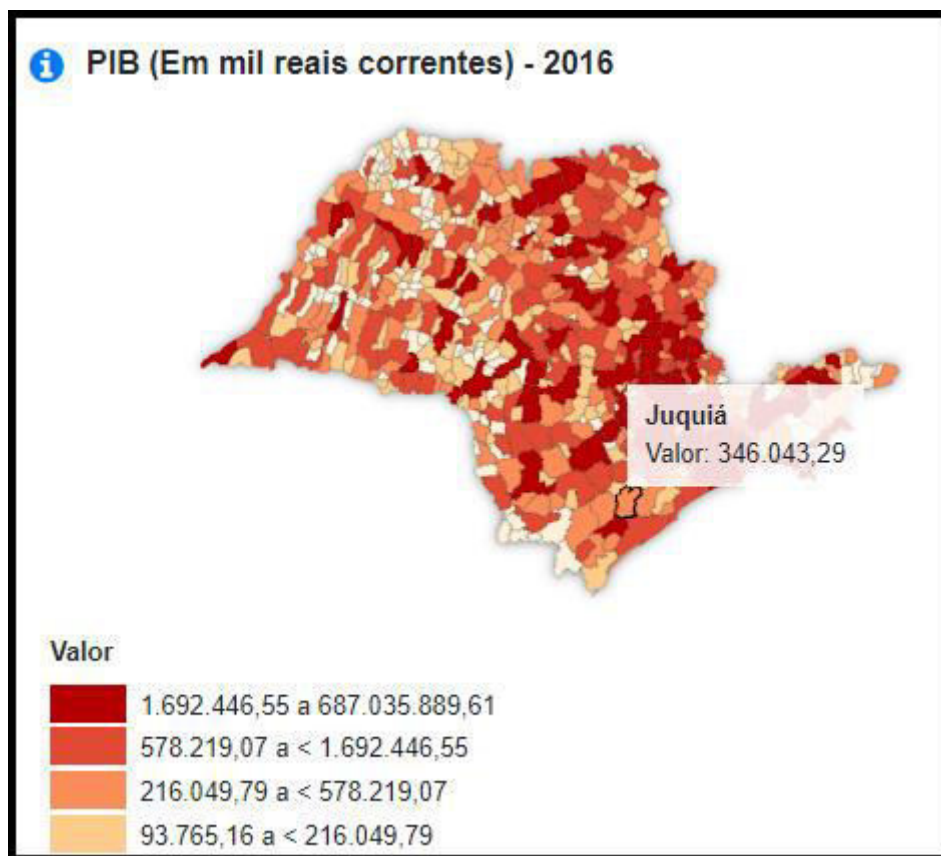 PIB (Em mil reais correntes) - 2016
Juquiá
Valor: 346.043,29
Valor
1.692.446,55 a 687.035.889,61
578.219,07 a < 1.692.446,55
216.049,79 a < 578.219,07
93.765,16 a < 216.049,79